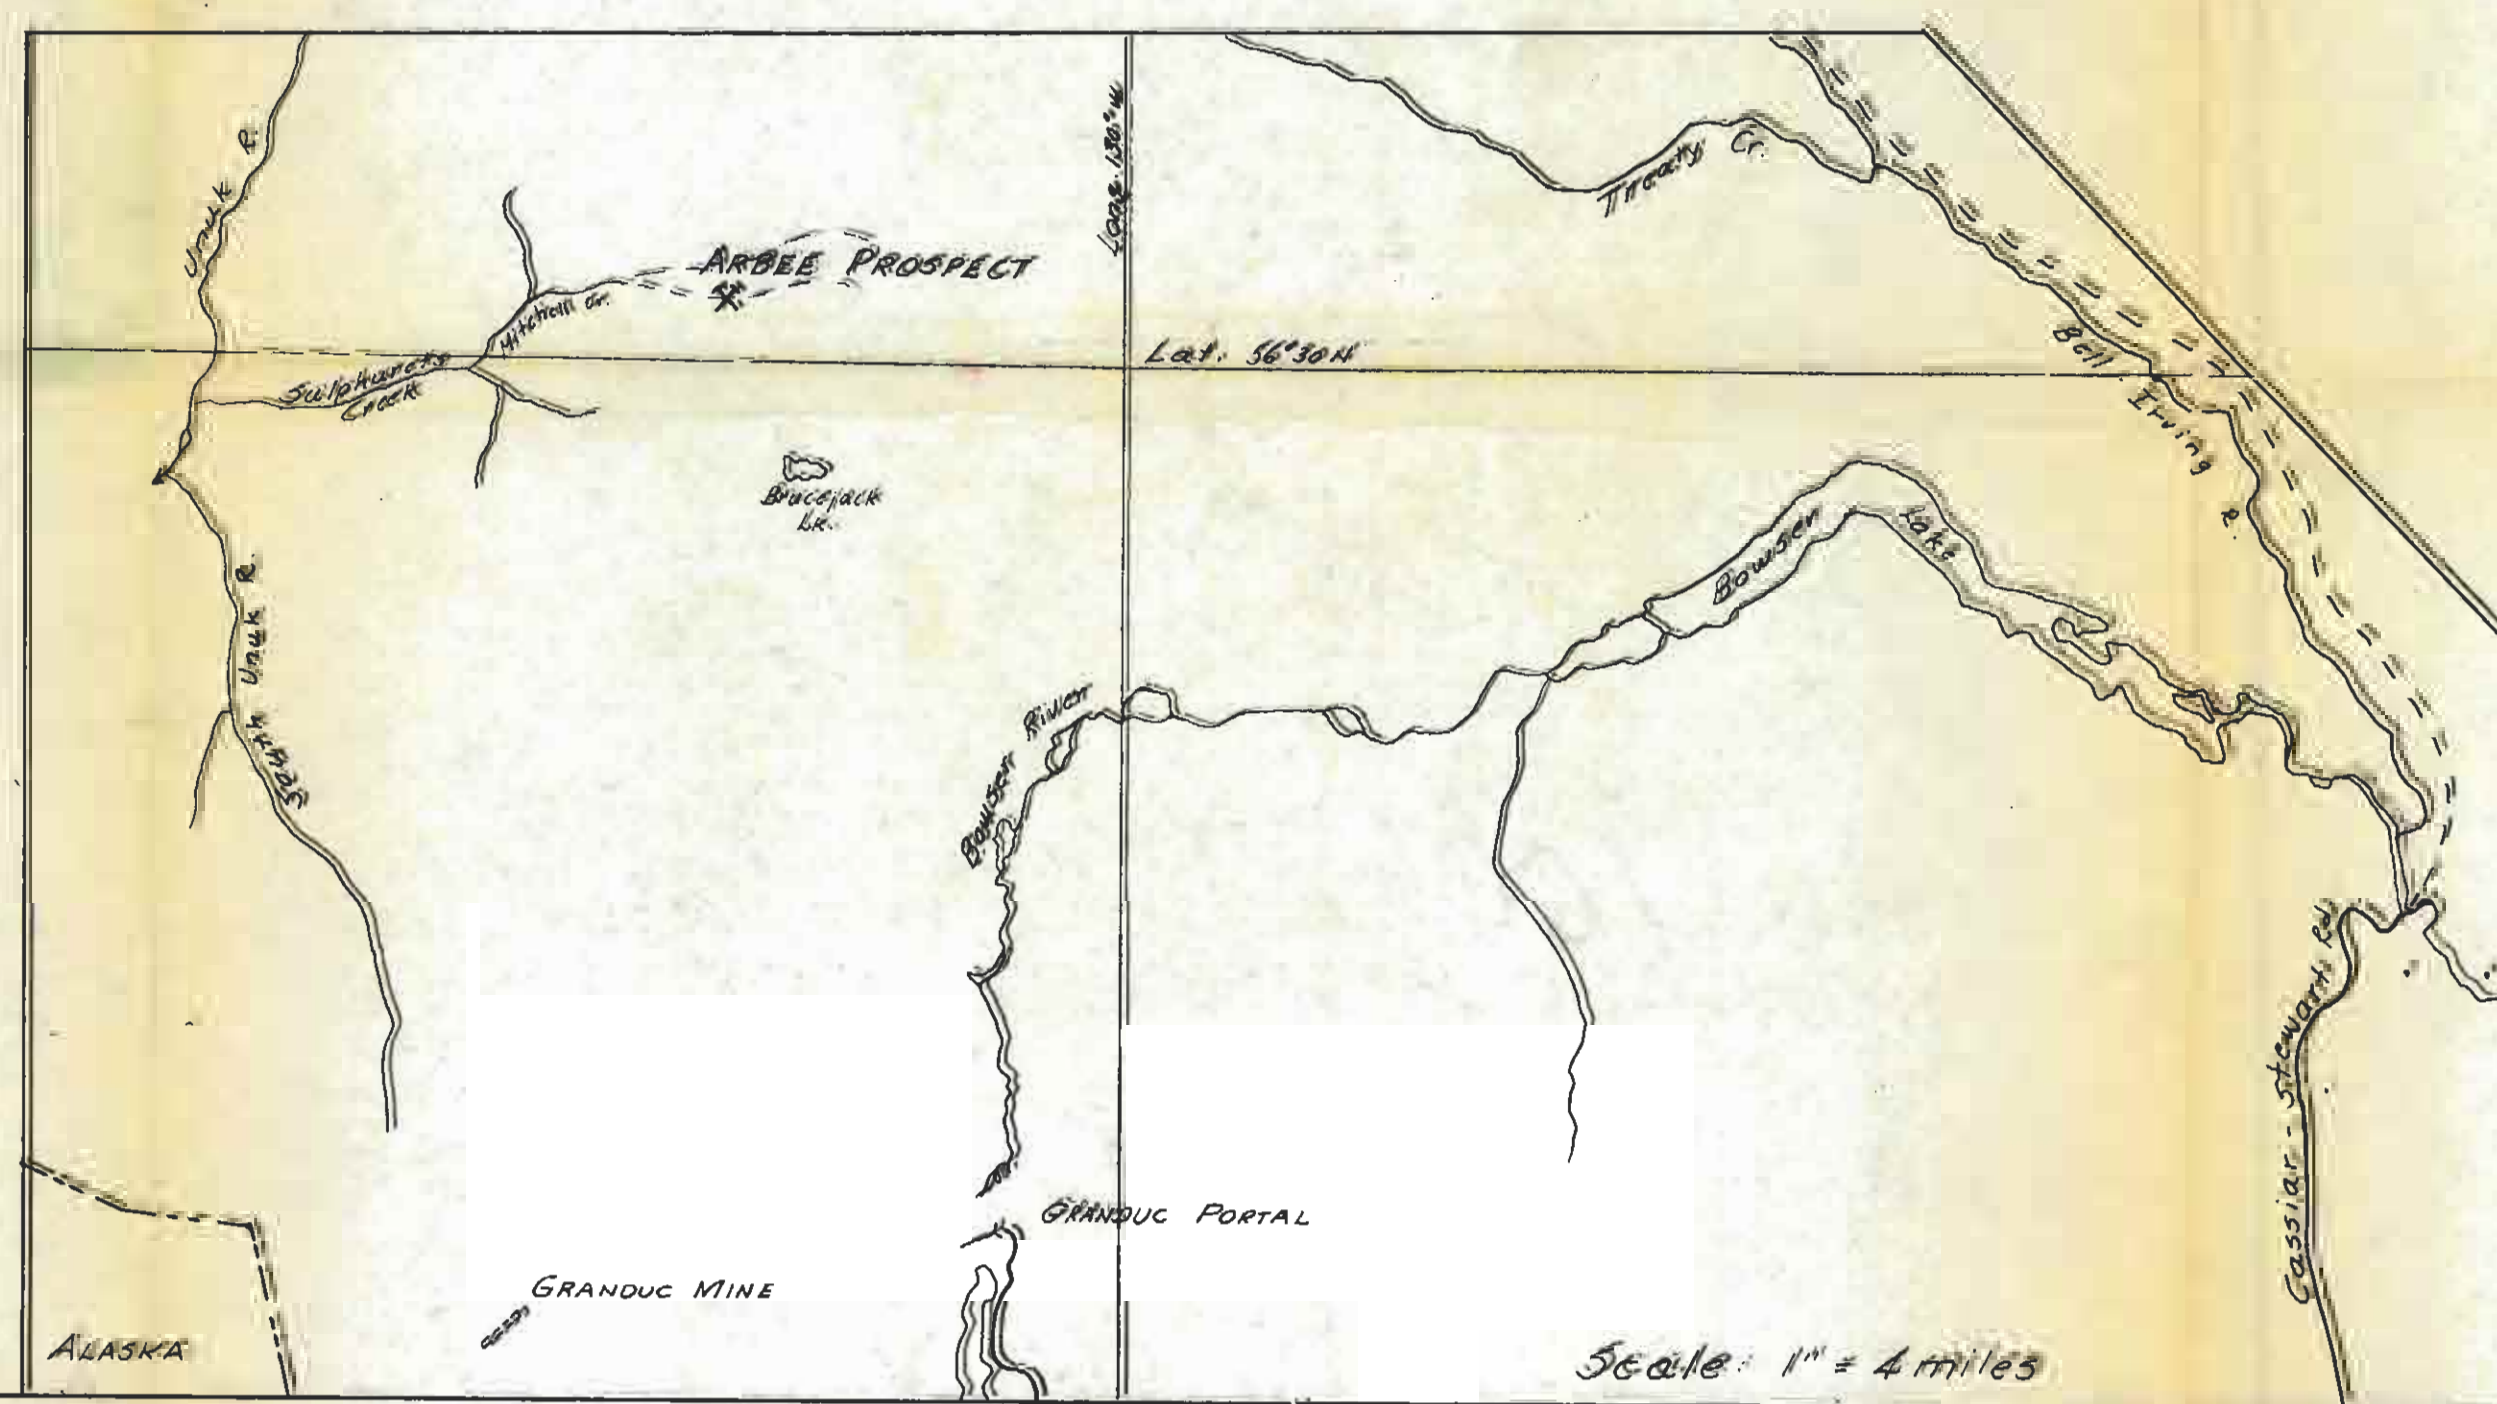 Unuk R.
Long. 130° W
Treaty Cr.
ARBEE PROSPECT
Mitchell Cr.
Lat. 56°30 N
Sulphurets
Creek
Bell Irving R.
Brucejack
Lk.
Bowser Lake
South Unuk R.
Bowser River
Cassiar - Stewart Rd
GRANDUC PORTAL
GRANDUC MINE
ALASKA
Scale: 1" = 4 miles